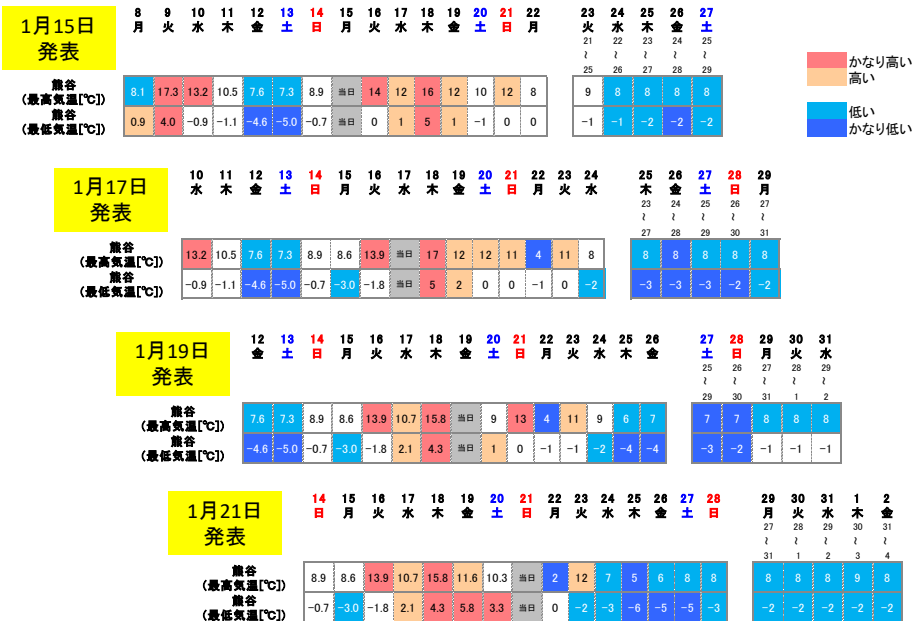 1月15日
発表
8 9 10 11 12 13 14 15 16 17 18 19 20 21 22 23 24 25 26 27
月 火 水 木 金 土 日 月 火 水 木 金 土 日 月 火 水 木 金 土
21 22 23 24 25
~ ~ ~ ~ ~
25 26 27 28 29
熊谷
(最高気温[℃]) 8.1 17.3 13.2 10.5 7.6 7.3 8.9 当日 14 12 16 12 10 12 8 9 8 8 8 8
熊谷
(最低気温[℃]) 0.9 4.0 -0.9 -1.1 -4.6 -5.0 -0.7 当日 0 1 5 1 -1 0 0 -1 -1 -2 -2 -2
かなり高い
高い
低い
かなり低い
1月17日
発表
10 11 12 13 14 15 16 17 18 19 20 21 22 23 24 25 26 27 28 29
水 木 金 土 日 月 火 水 木 金 土 日 月 火 水 木 金 土 日 月
23 24 25 26 27
~ ~ ~ ~ ~
27 28 29 30 31
熊谷
(最高気温[℃]) 13.2 10.5 7.6 7.3 8.9 8.6 13.9 当日 17 12 12 11 4 11 8 8 8 8 8 8
熊谷
(最低気温[℃]) -0.9 -1.1 -4.6 -5.0 -0.7 -3.0 -1.8 当日 5 2 0 0 -1 0 -2 -3 -3 -3 -2 -2
1月19日
発表
12 13 14 15 16 17 18 19 20 21 22 23 24 25 26 27 28 29 30 31
金 土 日 月 火 水 木 金 土 日 月 火 水 木 金 土 日 月 火 水
25 26 27 28 29
~ ~ ~ ~ ~
29 30 31 1 2
熊谷
(最高気温[℃]) 7.6 7.3 8.9 8.6 13.9 10.7 15.8 当日 9 13 4 11 9 6 7 7 7 8 8 8
熊谷
(最低気温[℃]) -4.6 -5.0 -0.7 -3.0 -1.8 2.1 4.3 当日 1 0 -1 -1 -2 -4 -4 -3 -2 -1 -1 -1
1月21日
発表
14 15 16 17 18 19 20 21 22 23 24 25 26 27 28 29 30 31 1 2
日 月 火 水 木 金 土 日 月 火 水 木 金 土 日 月 火 水 木 金
27 28 29 30 31
~ ~ ~ ~ ~
31 1 2 3 4
熊谷
(最高気温[℃]) 8.9 8.6 13.9 10.7 15.8 11.6 10.3 当日 2 12 7 5 6 8 8 8 8 8 9 8
熊谷
(最低気温[℃]) -0.7 -3.0 -1.8 2.1 4.3 5.8 3.3 当日 0 -2 -3 -6 -5 -5 -3 -2 -2 -2 -2 -2